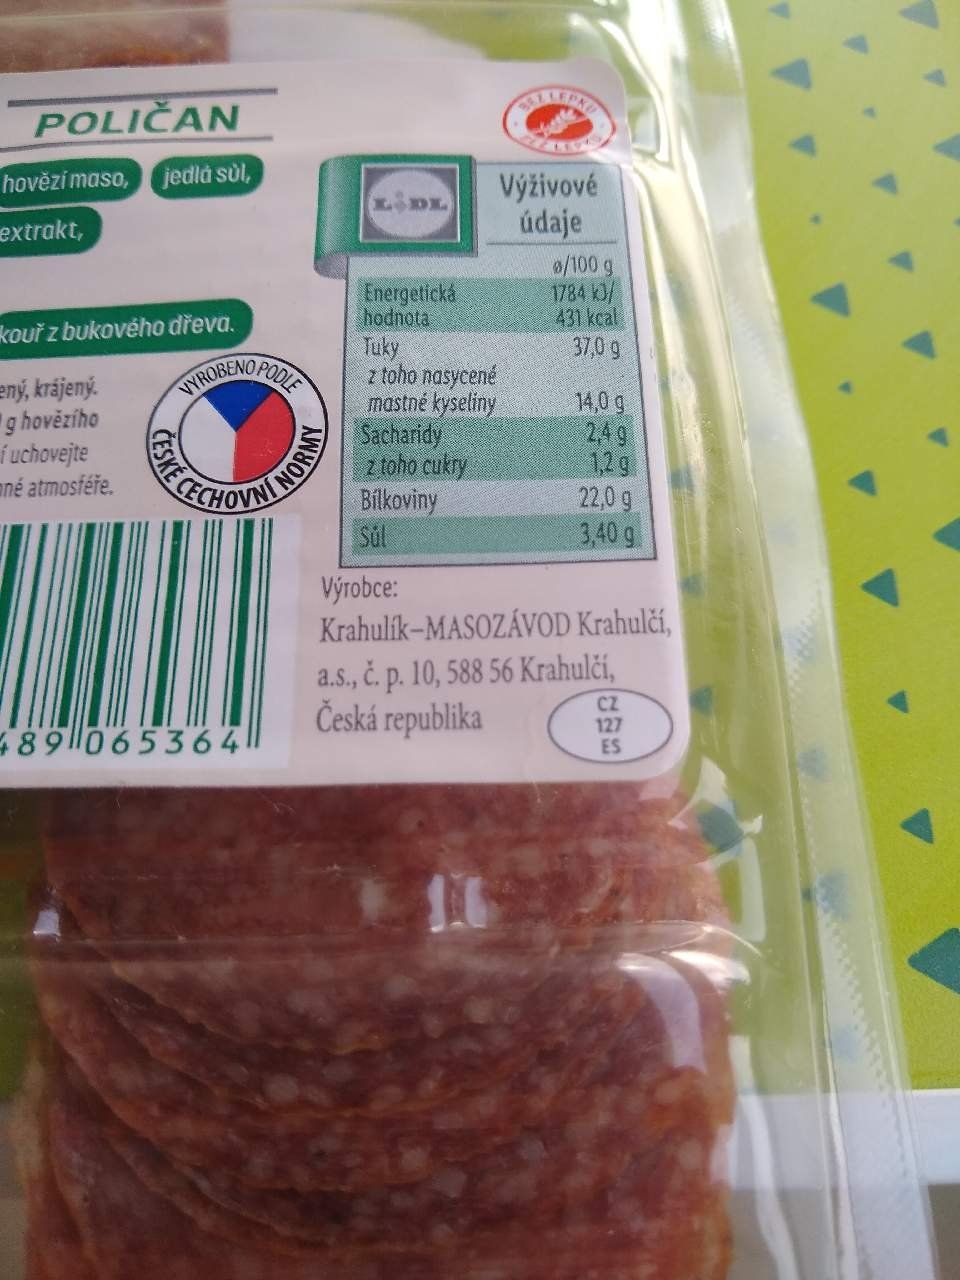 POLIČAN
hovězí maso,
jedlá sůl,
extrakt,
kouř z bukového dřeva.
ený, krájený.
g hovězího
í uchovejte
né atmosféře.
VYROBENO PODLE
ČESKÉ CECHOVNÍ NORMY
489 065364
BEZ LEPKU
BEZ LEPKU
LIDL
Výživové
údaje
ø/100 g
Energetická 1784 kJ/
hodnota 431 kcal
Tuky 37,0 g
z toho nasycené
mastné kyseliny 14,0 g
Sacharidy 2,4 g
z toho cukry 1,2 g
Bílkoviny 22,0 g
Sůl 3,40 g
Výrobce:
Krahulík–MASOZÁVOD Krahulčí,
a.s., č. p. 10, 588 56 Krahulčí,
Česká republika
CZ
127
ES